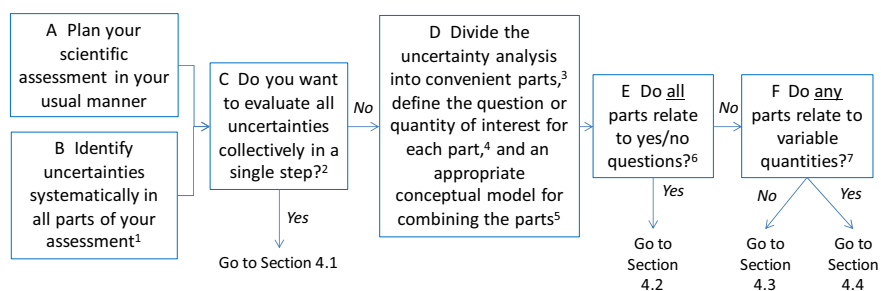 A Plan your
scientific
assessment in your
usual manner
B Identify
uncertainties
systematically in
all parts of your
assessment¹
C Do you want
to evaluate all
uncertainties
collectively in a
single step?²
Yes
Go to Section 4.1
No
D Divide the
uncertainty analysis
into convenient parts,³
define the question or
quantity of interest for
each part,⁴ and an
appropriate
conceptual model for
combining the parts⁵
E Do all
parts relate
to yes/no
questions?⁶
Yes
Go to
Section
4.2
No
F Do any
parts relate to
variable
quantities?⁷
No
Go to
Section
4.3
Yes
Go to
Section
4.4